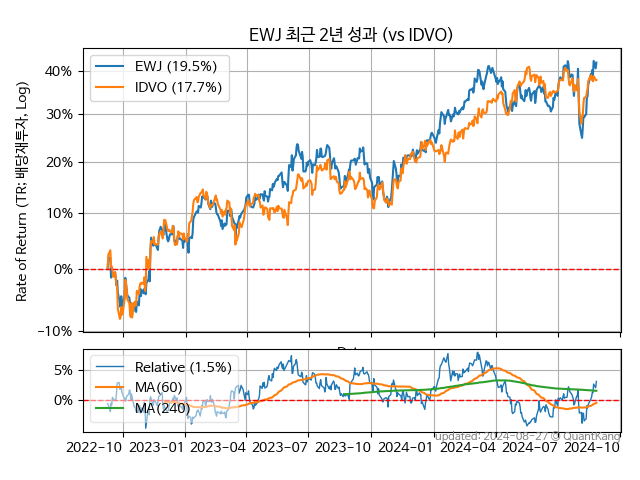 EWJ 최근 2년 성과 (vs IDVO)
Rate of Return (TR: 배당재투자, Log)
EWJ (19.5%)
IDVO (17.7%)
40%
30%
20%
10%
0%
−10%
Relative (1.5%)
MA(60)
MA(240)
5%
0%
updated: 2024-08-27 © QuantKang
2022-10 2023-01 2023-04 2023-07 2023-10 2024-01 2024-04 2024-07 2024-10